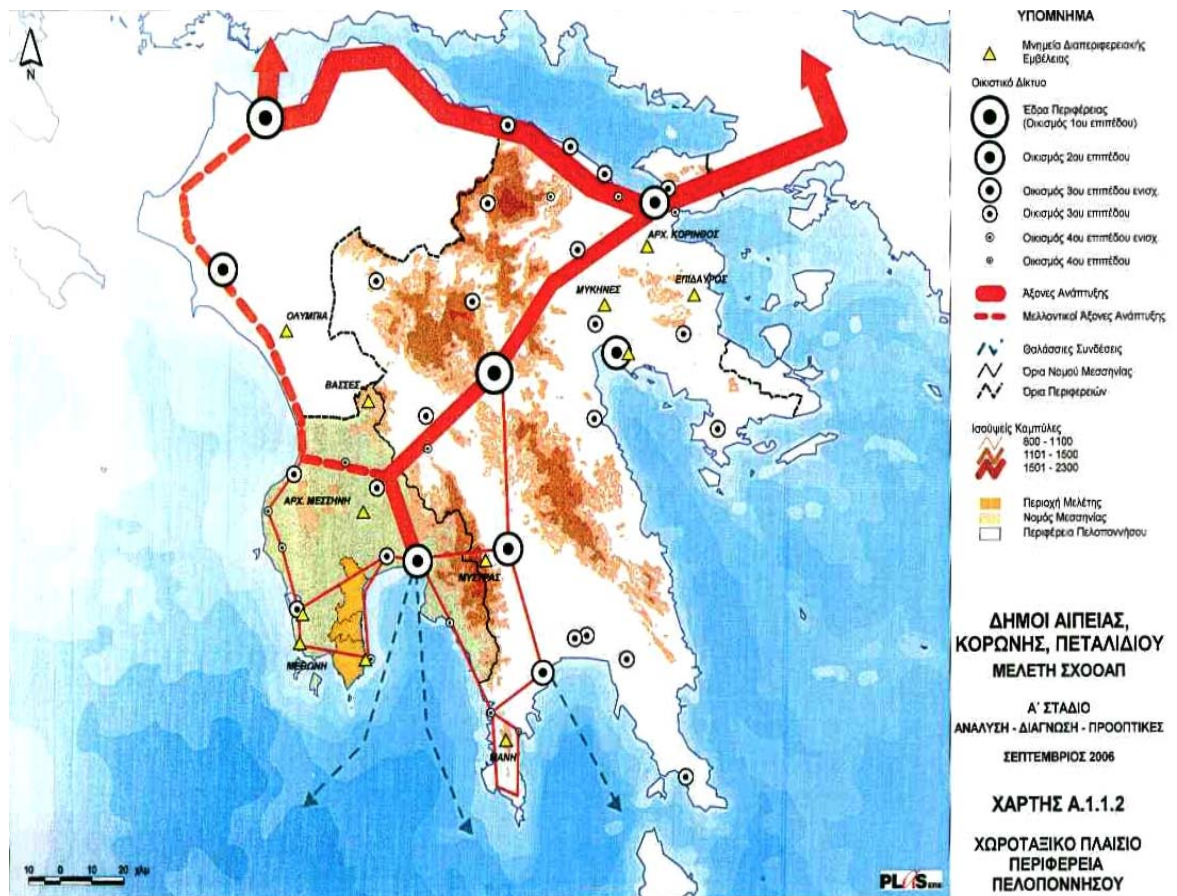 N
ΟΛΥΜΠΙΑ
ΒΑΣΣΕΣ
ΑΡΧ. ΜΕΣΣΗΝΗ
ΜΕΘΩΝΗ
ΜΥΣΤΡΑΣ
ΜΑΝΗ
ΑΡΧ. ΚΟΡΙΝΘΟΣ
ΜΥΚΗΝΕΣ
ΕΠΙΔΑΥΡΟΣ
10 0 10 20 χλμ
PLAS
ΥΠΟΜΝΗΜΑ
Μνημεία Διαπεριφερειακής
Εμβέλειας
Οικιστικό Δίκτυο
Έδρα Περιφέρειας
(Οικισμός 1ου επιπέδου)
Οικισμός 2ου επιπέδου
Οικισμός 3ου επιπέδου ενισχ.
Οικισμός 3ου επιπέδου
Οικισμός 4ου επιπέδου ενισχ.
Οικισμός 4ου επιπέδου
Άξονες Ανάπτυξης
Μελλοντικοί Άξονες Ανάπτυξης
Θαλάσσιες Συνδέσεις
Όρια Νομού Μεσσηνίας
Όρια Περιφερειών
Ισοϋψείς Καμπύλες
800 - 1100
1101 - 1500
1501 - 2300
Περιοχή Μελέτης
Νομός Μεσσηνίας
Περιφέρεια Πελοποννήσου
ΔΗΜΟΙ ΑΙΠΕΙΑΣ,
ΚΟΡΩΝΗΣ, ΠΕΤΑΛΙΔΙΟΥ
ΜΕΛΕΤΗ ΣΧΟΟΑΠ
Α' ΣΤΑΔΙΟ
ΑΝΑΛΥΣΗ - ΔΙΑΓΝΩΣΗ - ΠΡΟΟΠΤΙΚΕΣ
ΣΕΠΤΕΜΒΡΙΟΣ 2006
ΧΑΡΤΗΣ Α.1.1.2
ΧΩΡΟΤΑΞΙΚΟ ΠΛΑΙΣΙΟ
ΠΕΡΙΦΕΡΕΙΑ
ΠΕΛΟΠΟΝΝΗΣΟΥ